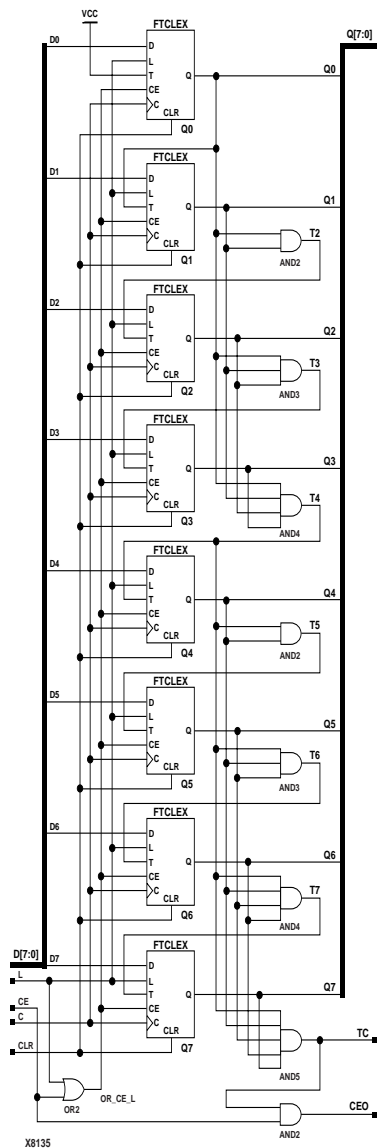 VCC
FTCLEX
Q[7:0]
D0
D
L
T
CE
C
CLR
Q
Q0
Q0
FTCLEX
D1
D
L
T
CE
C
CLR
Q
Q1
Q1
T2
AND2
FTCLEX
D2
D
L
T
CE
C
CLR
Q
Q2
Q2
T3
AND3
FTCLEX
D3
D
L
T
CE
C
CLR
Q
Q3
Q3
T4
AND4
FTCLEX
D4
D
L
T
CE
C
CLR
Q
Q4
Q4
T5
AND2
FTCLEX
D5
D
L
T
CE
C
CLR
Q
Q5
Q5
T6
AND3
FTCLEX
D6
D
L
T
CE
C
CLR
Q
Q6
Q6
T7
AND4
FTCLEX
D[7:0]
D7
D
L
T
CE
C
CLR
Q
Q7
Q7
L
CE
C
CLR
AND5
TC
OR2
OR_CE_L
AND2
CEO
X8135